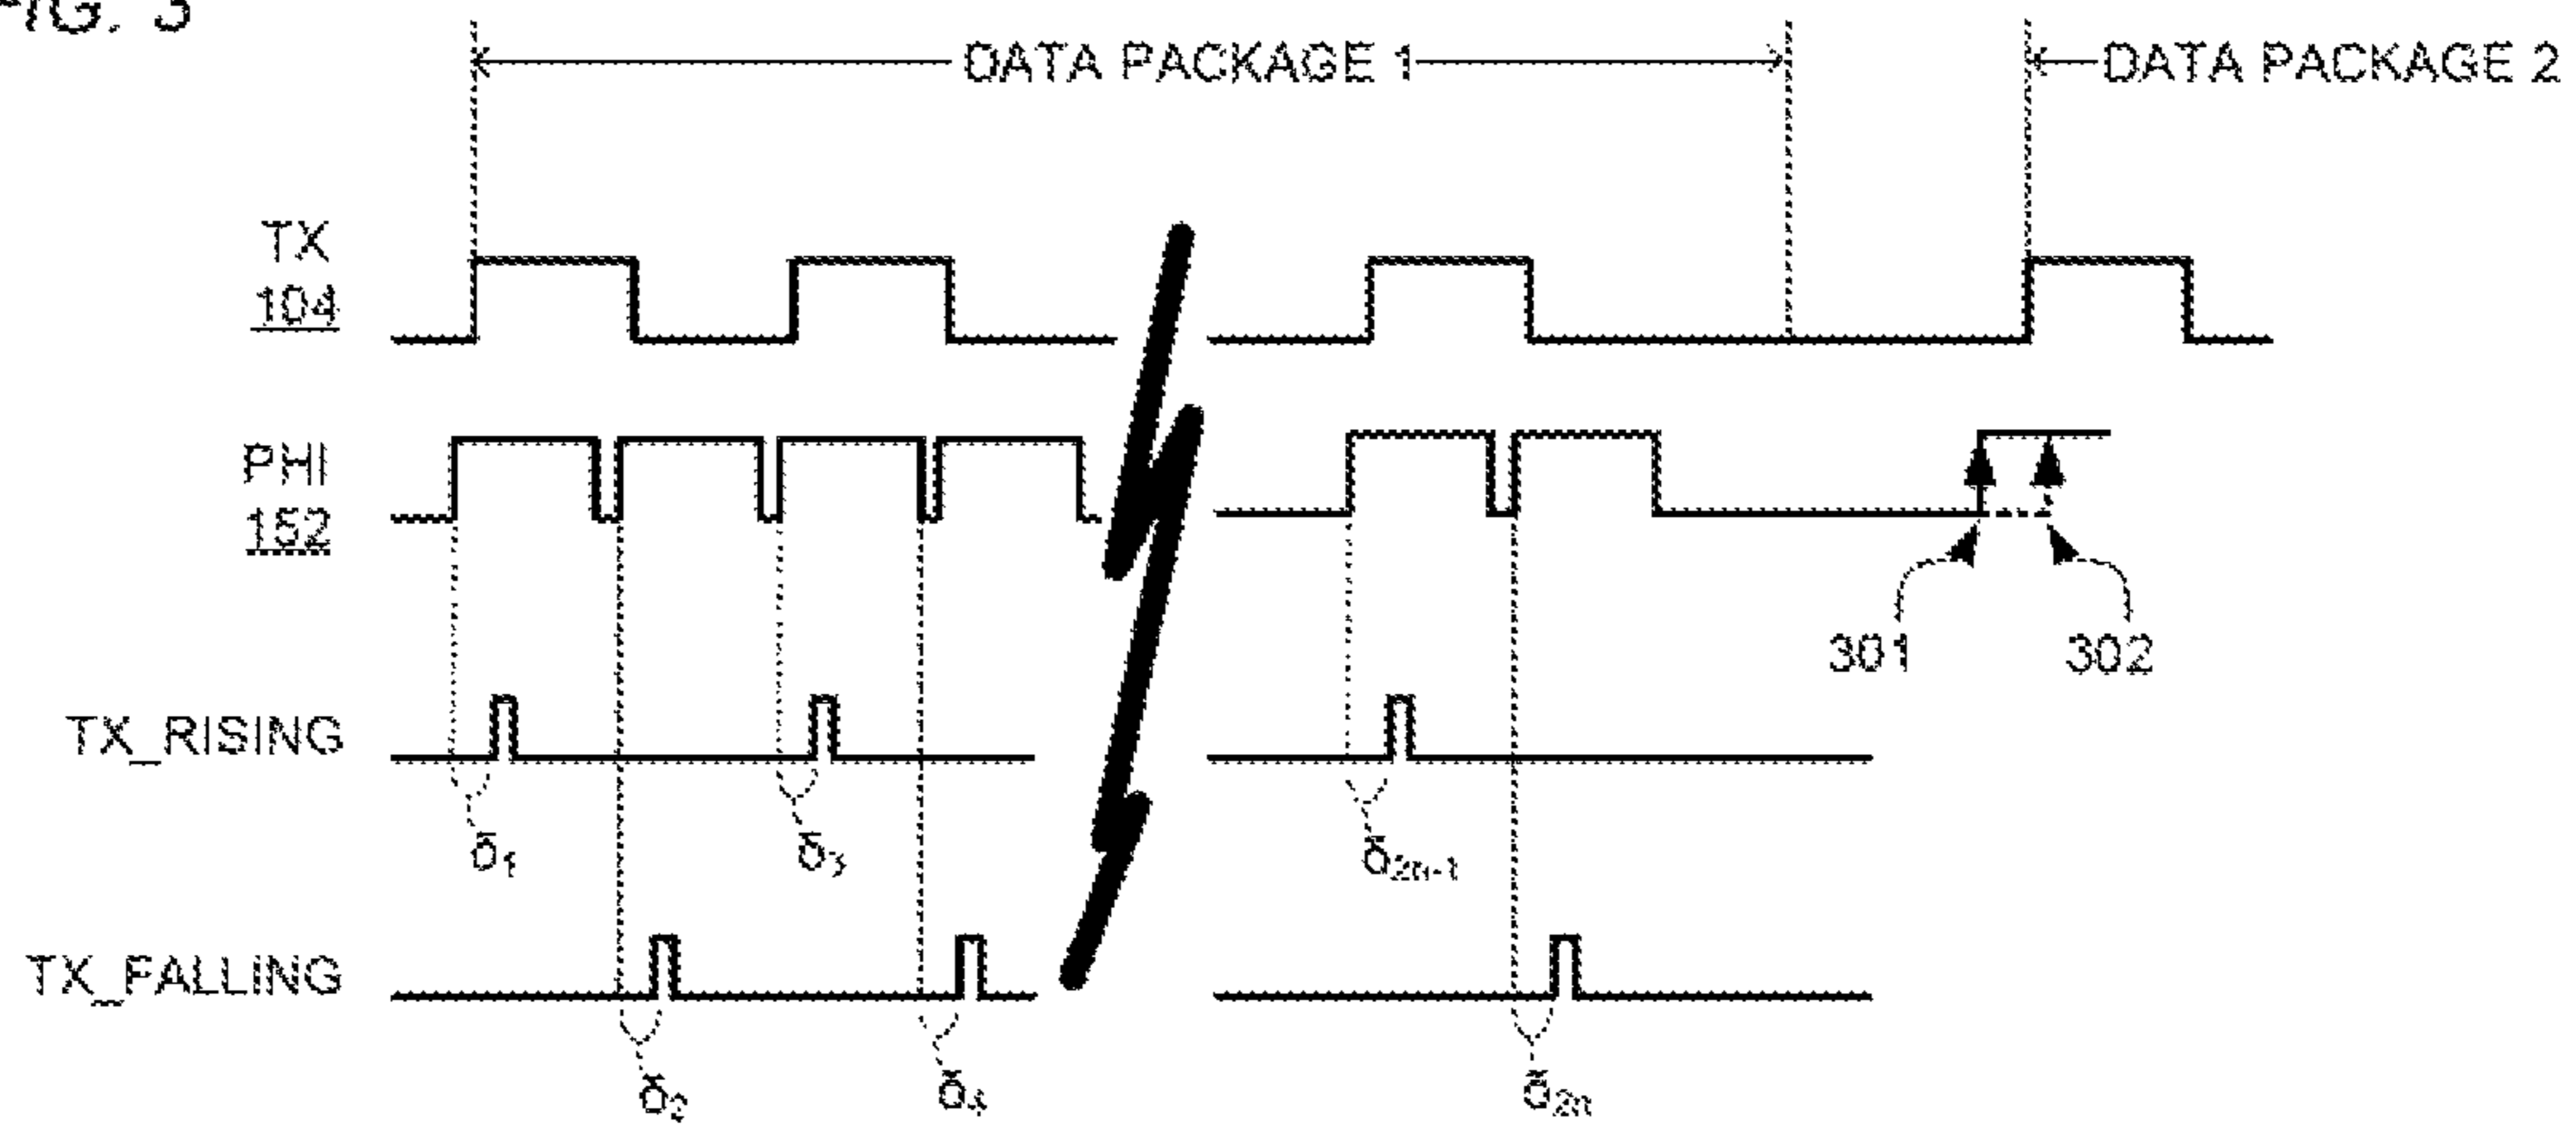 FIG. 3
DATA PACKAGE 1
DATA PACKAGE 2
TX
104
PHI
152
301
302
TX_RISING
δ1
δ3
δ2n-1
TX_FALLING
δ2
δ4
δ2n